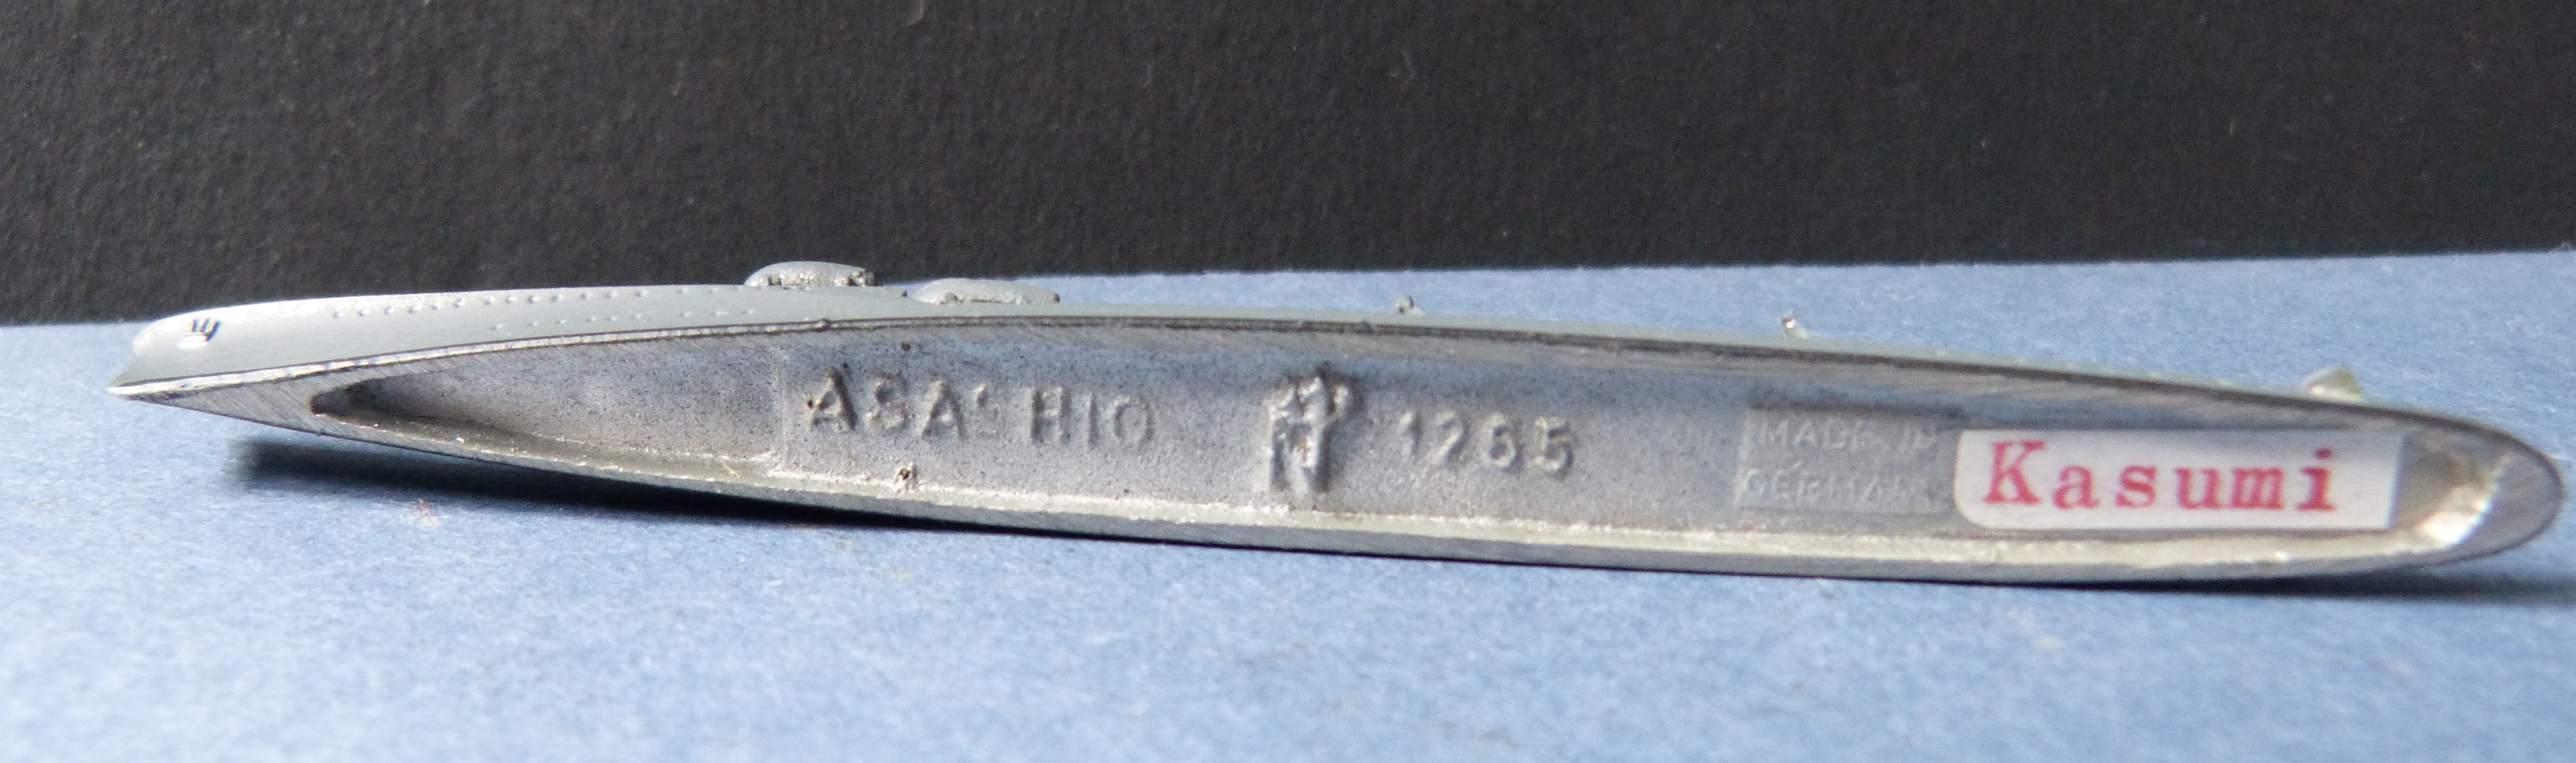 ASASHIO 1265
MADE IN
GERMANY
Kasumi